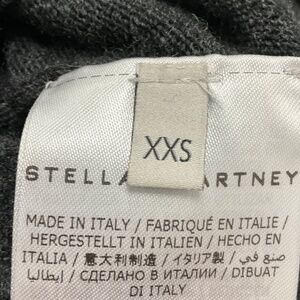 XXS
STELLA McCARTNEY
MADE IN ITALY / FABRIQUÉ EN ITALIE /
HERGESTELLT IN ITALIEN / HECHO EN
ITALIA / 意大利制造 / イタリア製 / صنع في
إيطاليا / СДЕЛАНО В ИТАЛИИ / DIBUAT
DI ITALY